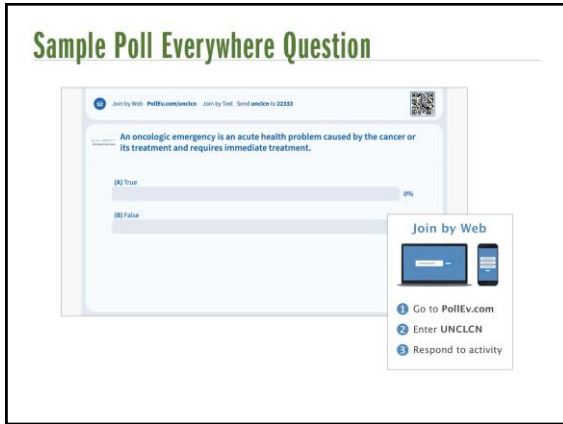 Sample Poll Everywhere Question
Join by Web PollEv.com/unclcn Join by Text Send unclcn to 22333
An oncologic emergency is an acute health problem caused by the cancer or
its treatment and requires immediate treatment.
(A) True
0%
(B) False
Join by Web
1 Go to PollEv.com
2 Enter UNCLCN
3 Respond to activity